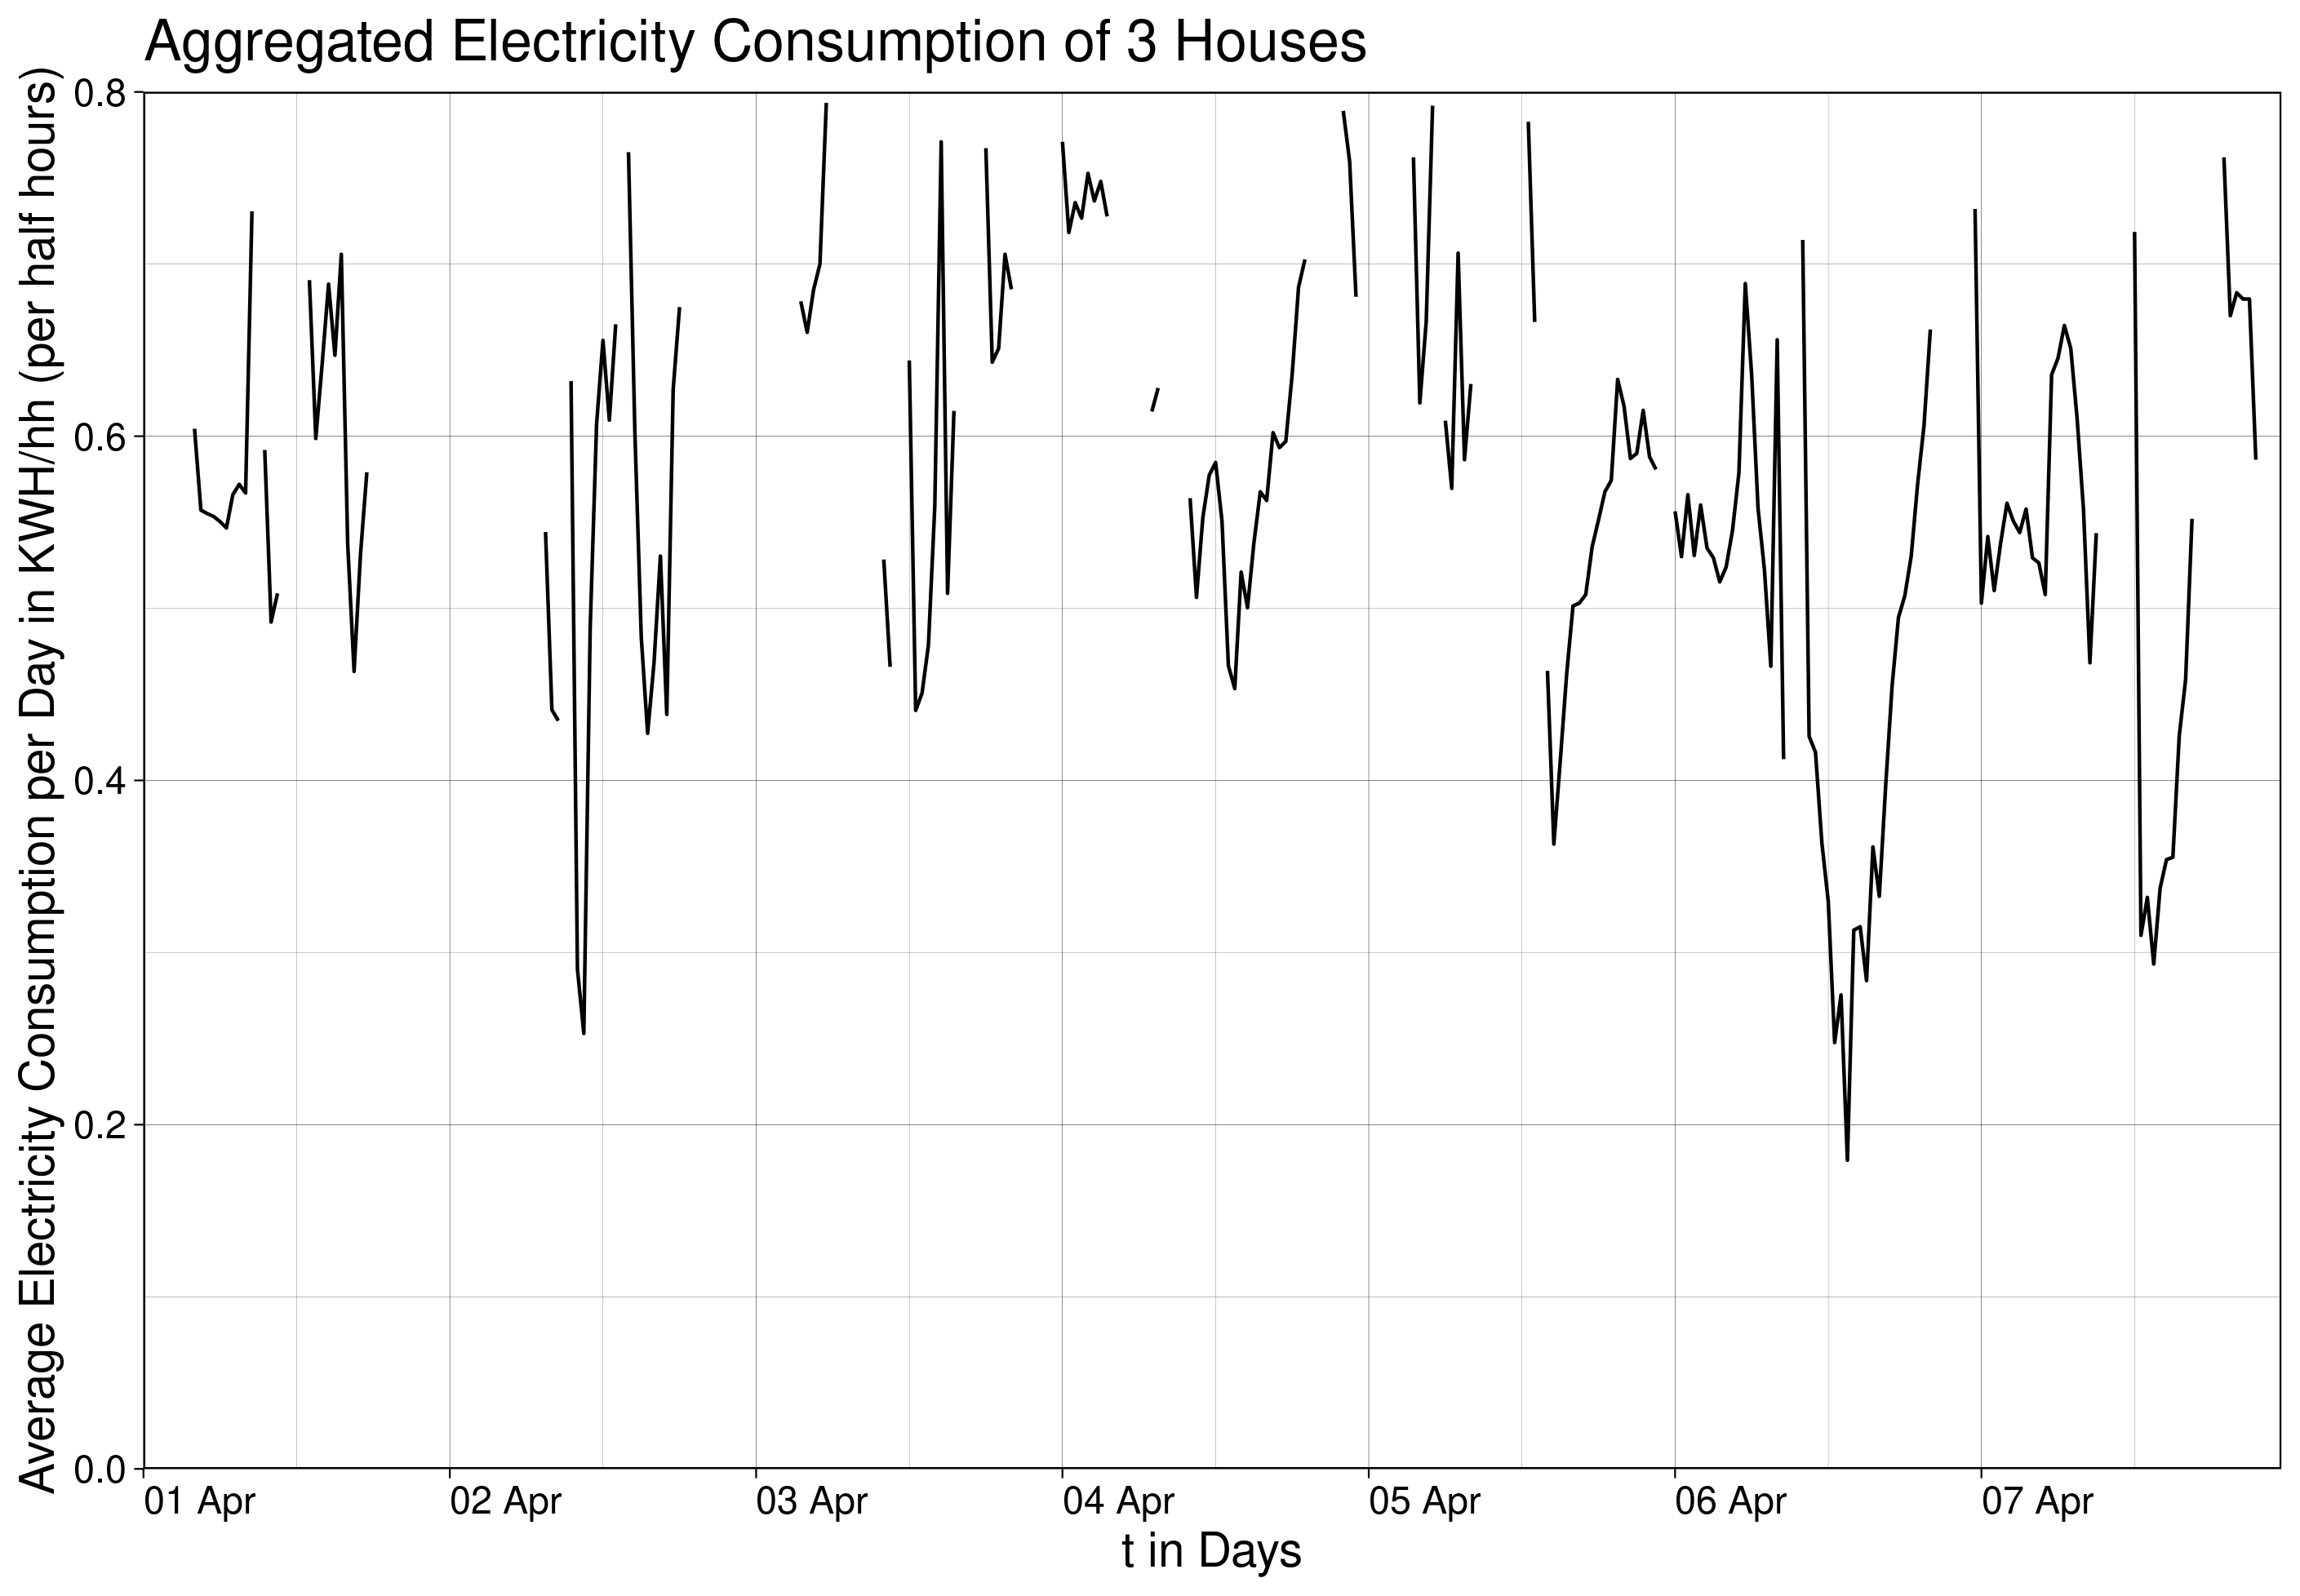 Aggregated Electricity Consumption of 3 Houses
Average Electricity Consumption per Day in KWH/hh (per half hours)
0.8
0.6
0.4
0.2
0.0
01 Apr
02 Apr
03 Apr
04 Apr
05 Apr
06 Apr
07 Apr
t in Days